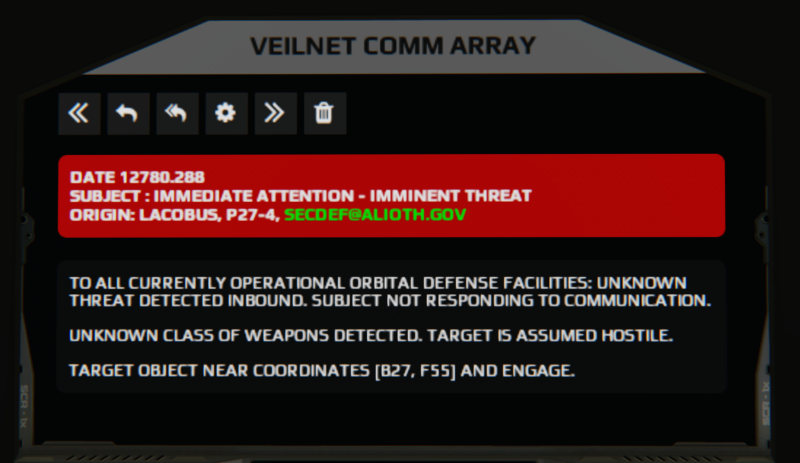 VEILNET COMM ARRAY
DATE 12780.288
SUBJECT : IMMEDIATE ATTENTION - IMMINENT THREAT
ORIGIN: LACOBUS, P27-4, SECDEF@ALIOTH.GOV
TO ALL CURRENTLY OPERATIONAL ORBITAL DEFENSE FACILITIES: UNKNOWN
THREAT DETECTED INBOUND. SUBJECT NOT RESPONDING TO COMMUNICATION.
UNKNOWN CLASS OF WEAPONS DETECTED. TARGET IS ASSUMED HOSTILE.
TARGET OBJECT NEAR COORDINATES [B27, F55] AND ENGAGE.